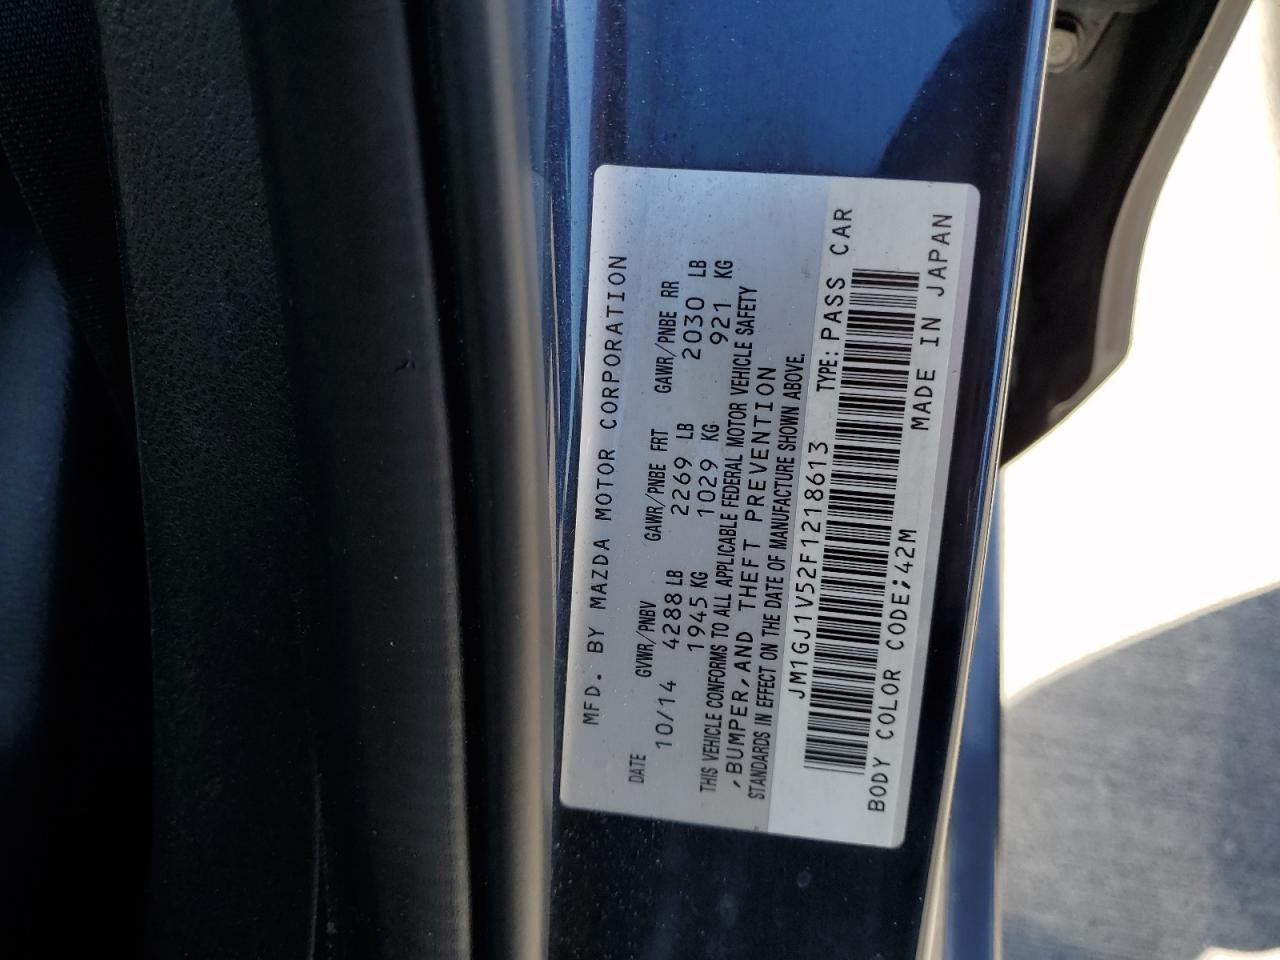 MFD. BY MAZDA MOTOR CORPORATION
DATE GVWR/PNBV GAWR/PNBE FRT GAWR/PNBE RR
10/14 4288 LB 2269 LB 2030 LB
1945 KG 1029 KG 921 KG
THIS VEHICLE CONFORMS TO ALL APPLICABLE FEDERAL MOTOR VEHICLE SAFETY
,BUMPER,AND THEFT PREVENTION
STANDARDS IN EFFECT ON THE DATE OF MANUFACTURE SHOWN ABOVE.
JM1GJ1V52F1218613 TYPE: PASS CAR
BODY COLOR CODE;42M MADE IN JAPAN